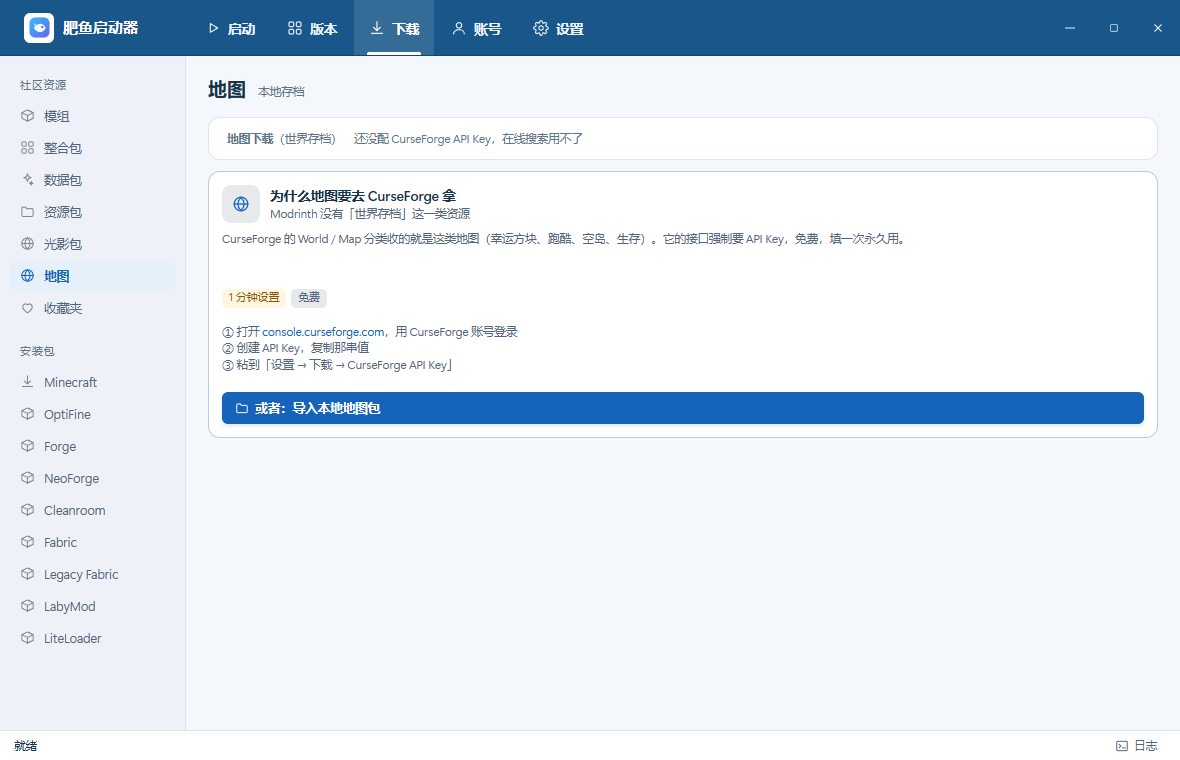 肥鱼启动器
启动
版本
下载
账号
设置
社区资源
模组
整合包
数据包
资源包
光影包
地图
收藏夹
安装包
Minecraft
OptiFine
Forge
NeoForge
Cleanroom
Fabric
Legacy Fabric
LabyMod
LiteLoader
地图 本地存档
地图下载（世界存档） 还没配 CurseForge API Key，在线搜索用不了
为什么地图要去 CurseForge 拿
Modrinth 没有「世界存档」这一类资源
CurseForge 的 World / Map 分类收的就是这类地图（幸运方块、跑酷、空岛、生存）。它的接口强制要 API Key，免费，填一次永久用。
1 分钟设置 免费
① 打开 console.curseforge.com，用 CurseForge 账号登录
② 创建 API Key，复制那串值
③ 粘到「设置 → 下载 → CurseForge API Key」
或者：导入本地地图包
就绪
日志